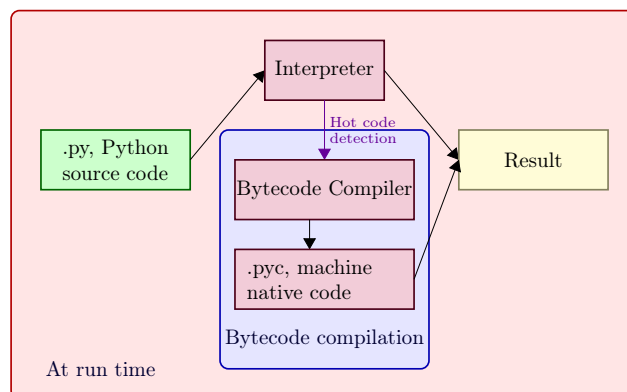 Interpreter
Hot code
detection
.py, Python
source code
Result
Bytecode Compiler
.pyc, machine
native code
Bytecode compilation
At run time